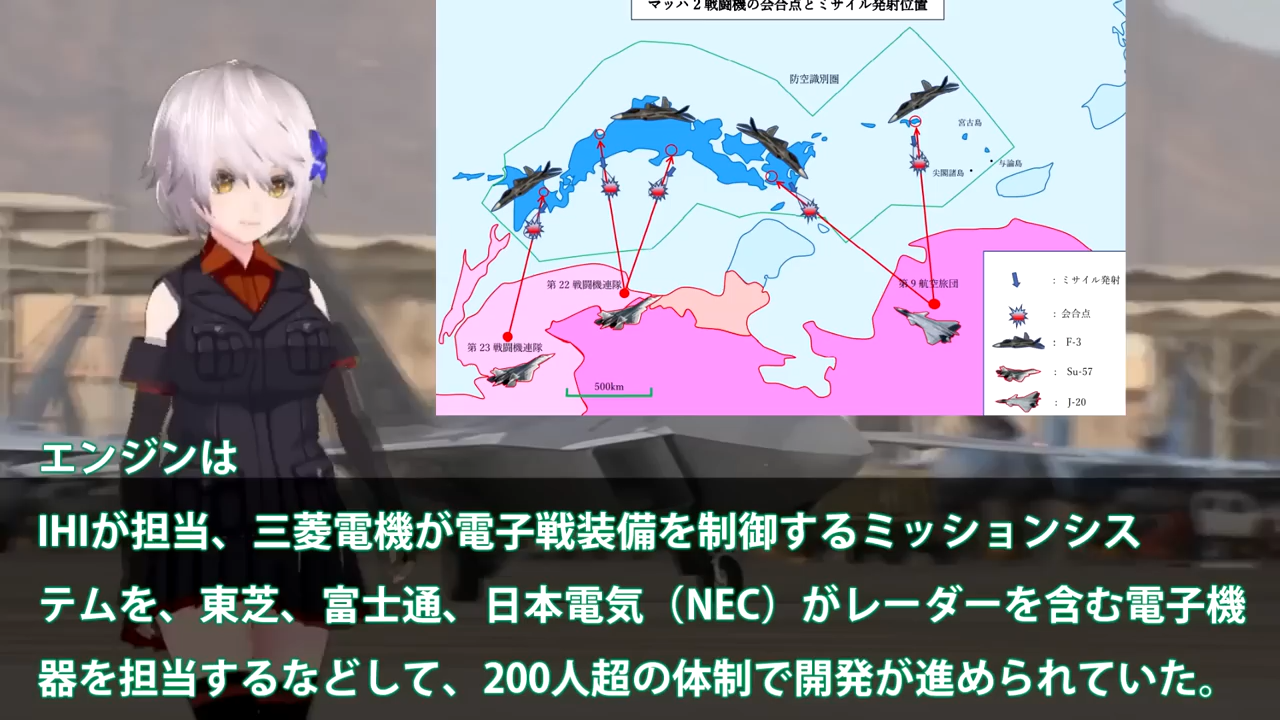 マッハ2戦闘機の会合点とミサイル発射位置
防空識別圏
宮古島
与論島
尖閣諸島
第22戦闘機連隊
第9航空旅団
第23戦闘機連隊
500km
：ミサイル発射
：会合点
： F-3
： Su-57
： J-20
エンジンは
IHIが担当、三菱電機が電子戦装備を制御するミッションシス
テムを、東芝、富士通、日本電気（NEC）がレーダーを含む電子機
器を担当するなどして、200人超の体制で開発が進められていた。